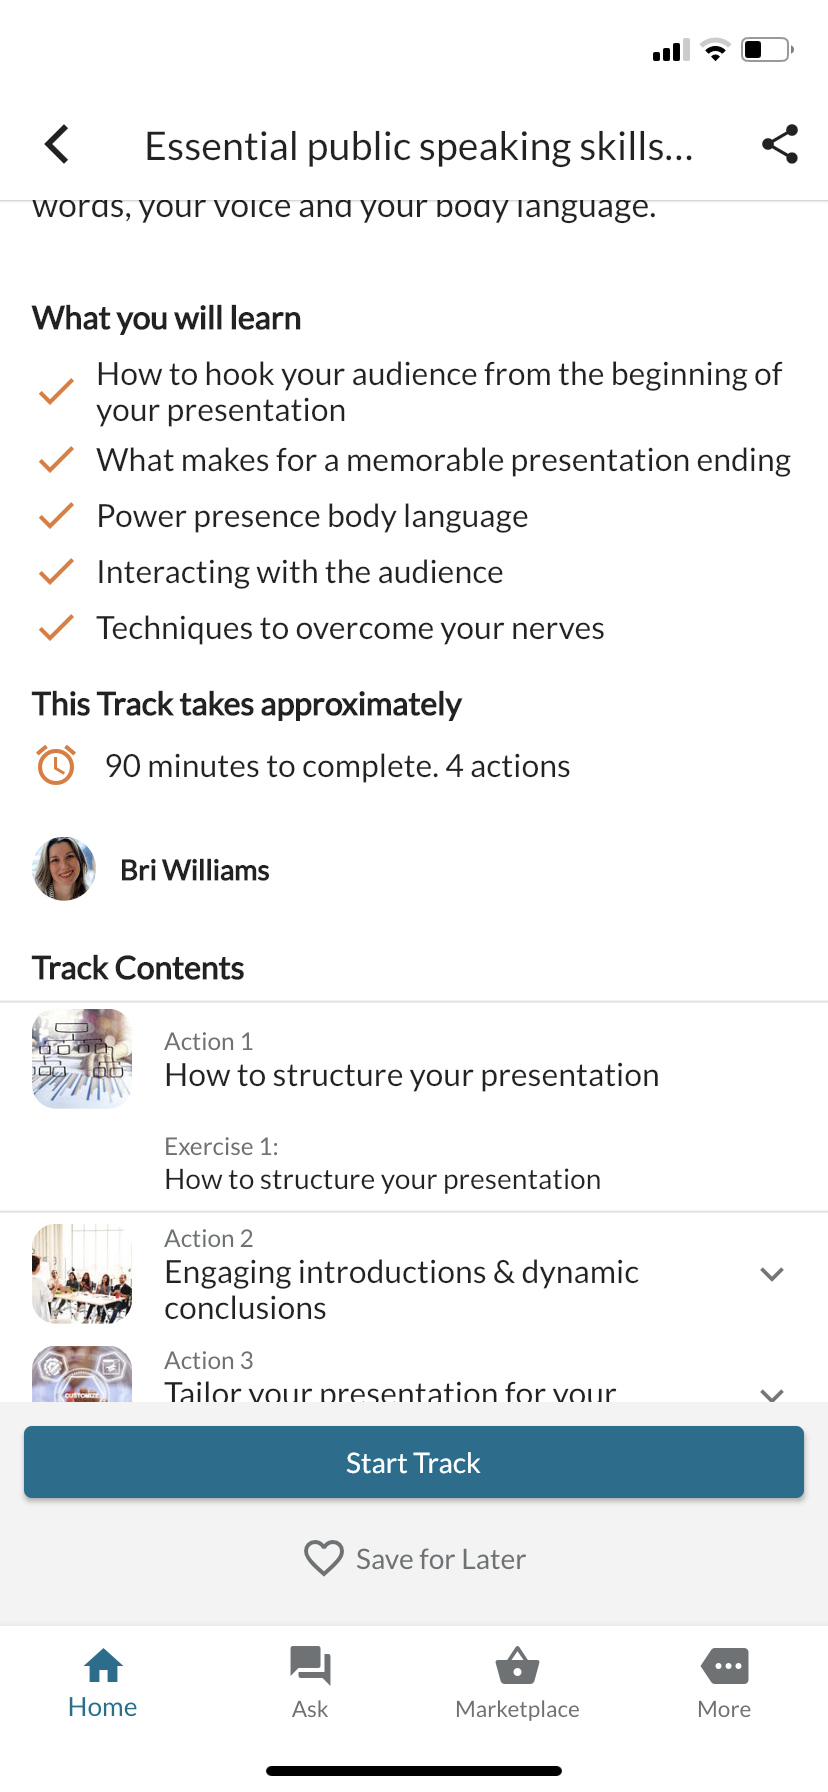 Essential public speaking skills...
words, your voice and your body language.
What you will learn
How to hook your audience from the beginning of
your presentation
What makes for a memorable presentation ending
Power presence body language
Interacting with the audience
Techniques to overcome your nerves
This Track takes approximately
90 minutes to complete. 4 actions
Bri Williams
Track Contents
Action 1
How to structure your presentation
Exercise 1:
How to structure your presentation
Action 2
Engaging introductions & dynamic
conclusions
Action 3
CUSTOMIZE
Tailor your presentation for your
Start Track
Save for Later
Home
Ask
Marketplace
More